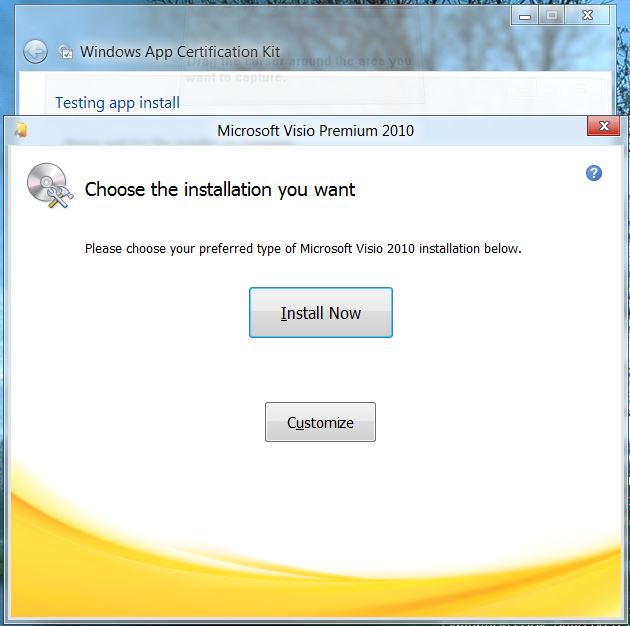 Windows App Certification Kit
Drag the cursor around the area you
want to capture.
Testing app install
Microsoft Visio Premium 2010
Choose the installation you want
Please choose your preferred type of Microsoft Visio 2010 installation below.
Install Now
Customize